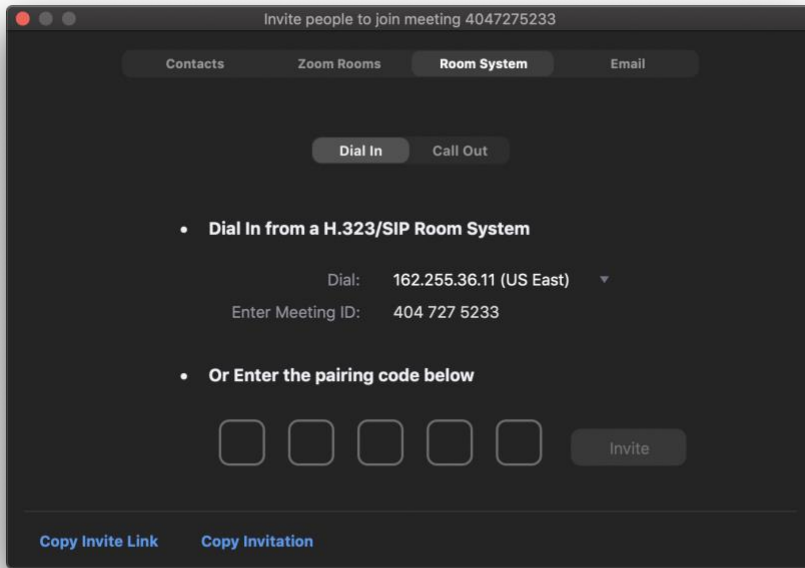 Invite people to join meeting 4047275233
Contacts Zoom Rooms Room System Email
Dial In Call Out
• Dial In from a H.323/SIP Room System
Dial: 162.255.36.11 (US East)
Enter Meeting ID: 404 727 5233
• Or Enter the pairing code below
Invite
Copy Invite Link Copy Invitation